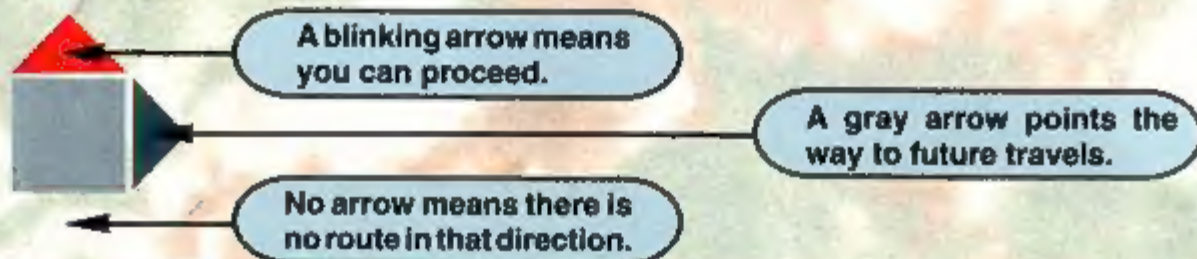 A blinking arrow means
you can proceed.
A gray arrow points the
way to future travels.
No arrow means there is
no route in that direction.